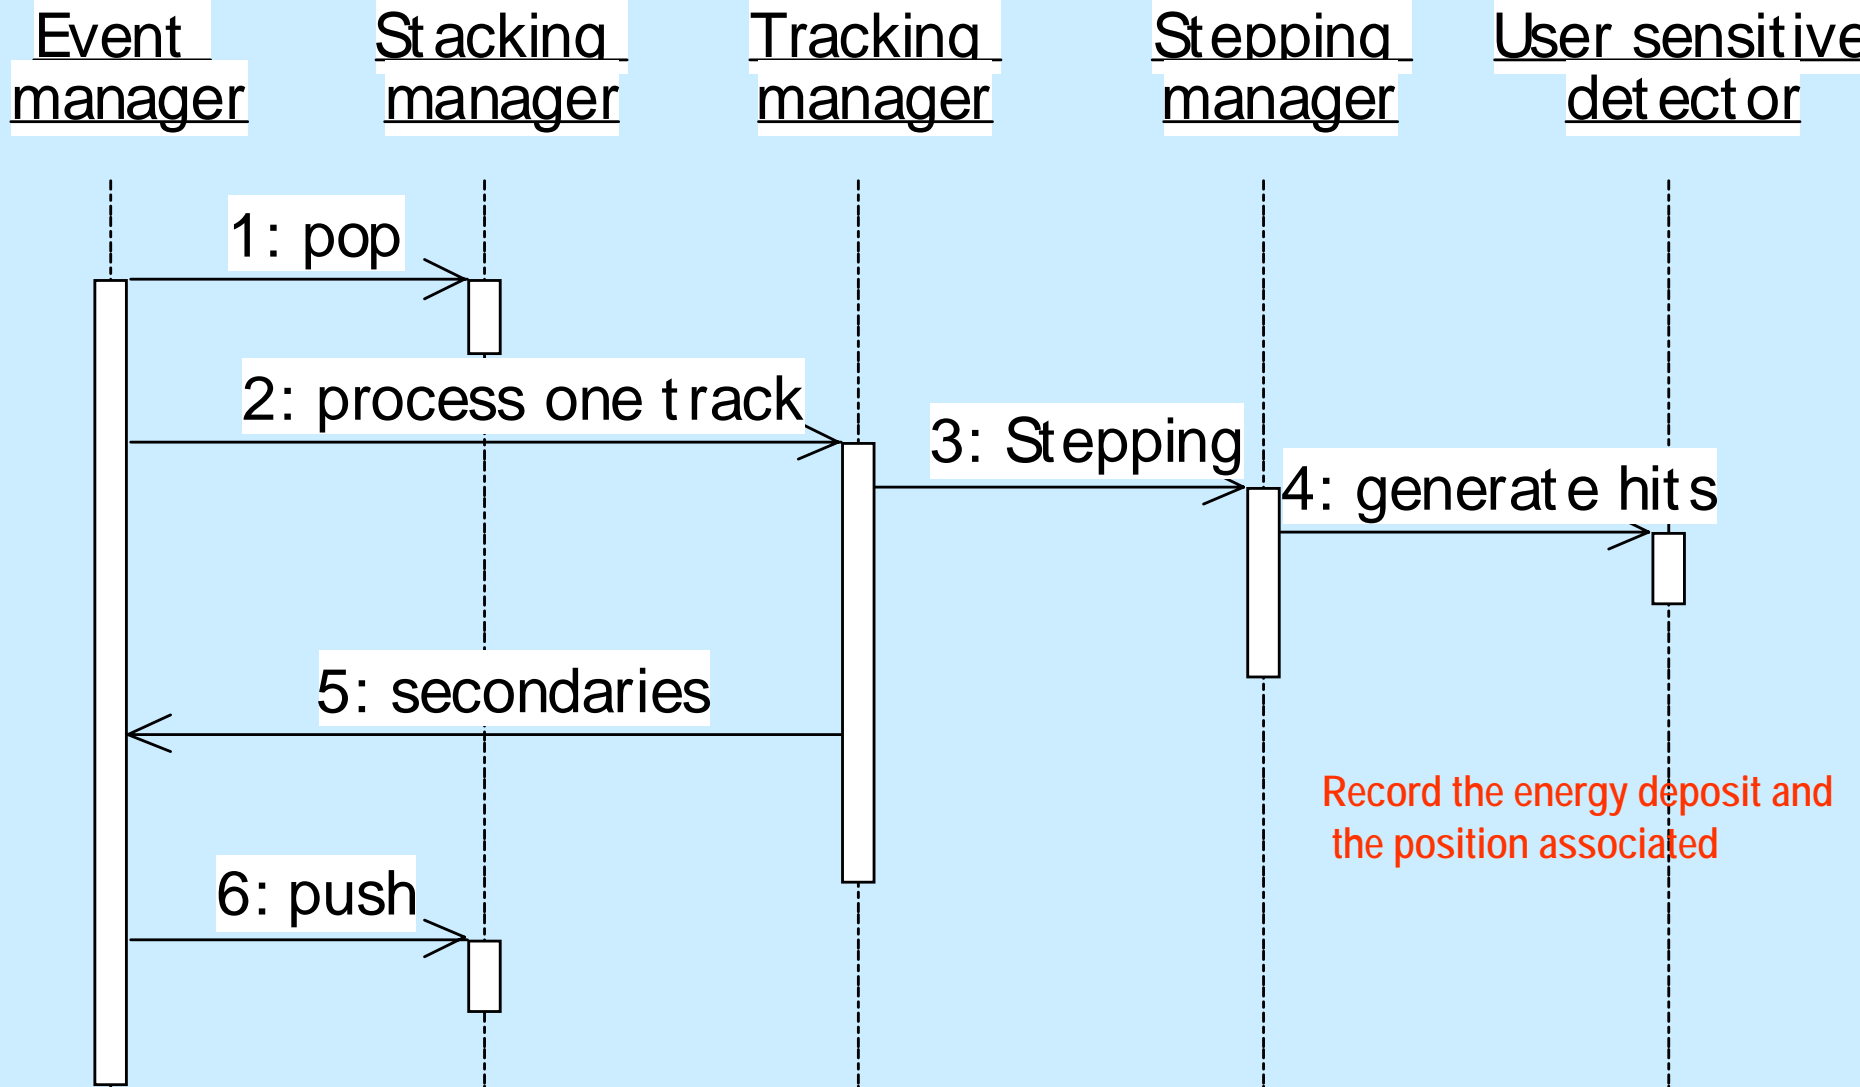 Event
manager
Stacking
manager
Tracking
manager
Stepping
manager
User sensitive
detector
1: pop
2: process one track
3: Stepping
4: generate hits
5: secondaries
Record the energy deposit and
the position associated
6: push